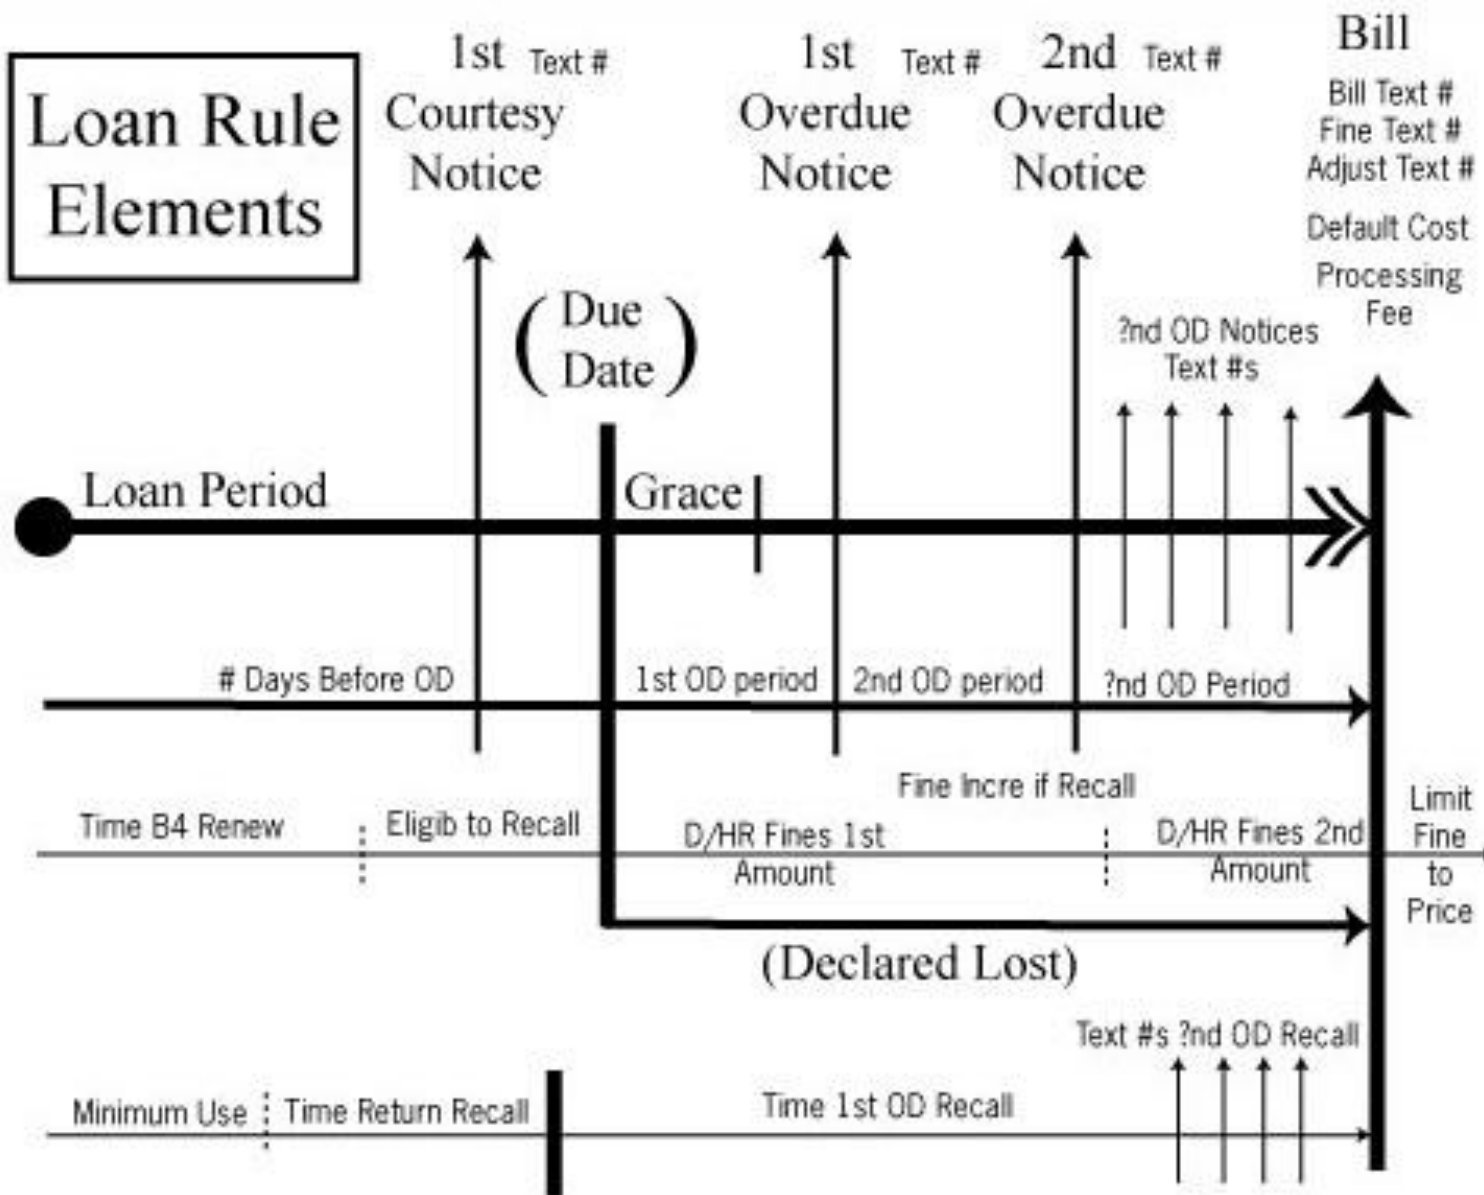 Loan Rule
Elements
1st Text #
Courtesy
Notice
1st Text #
Overdue
Notice
2nd Text #
Overdue
Notice
Bill
Bill Text #
Fine Text #
Adjust Text #
Default Cost
Processing
Fee
(Due
Date)
?nd OD Notices
Text #s
Loan Period
Grace
# Days Before OD
1st OD period
2nd OD period
?nd OD Period
Fine Incre if Recall
Time B4 Renew
Eligib to Recall
D/HR Fines 1st
Amount
D/HR Fines 2nd
Amount
Limit
Fine
to
Price
(Declared Lost)
Text #s ?nd OD Recall
Minimum Use
Time Return Recall
Time 1st OD Recall